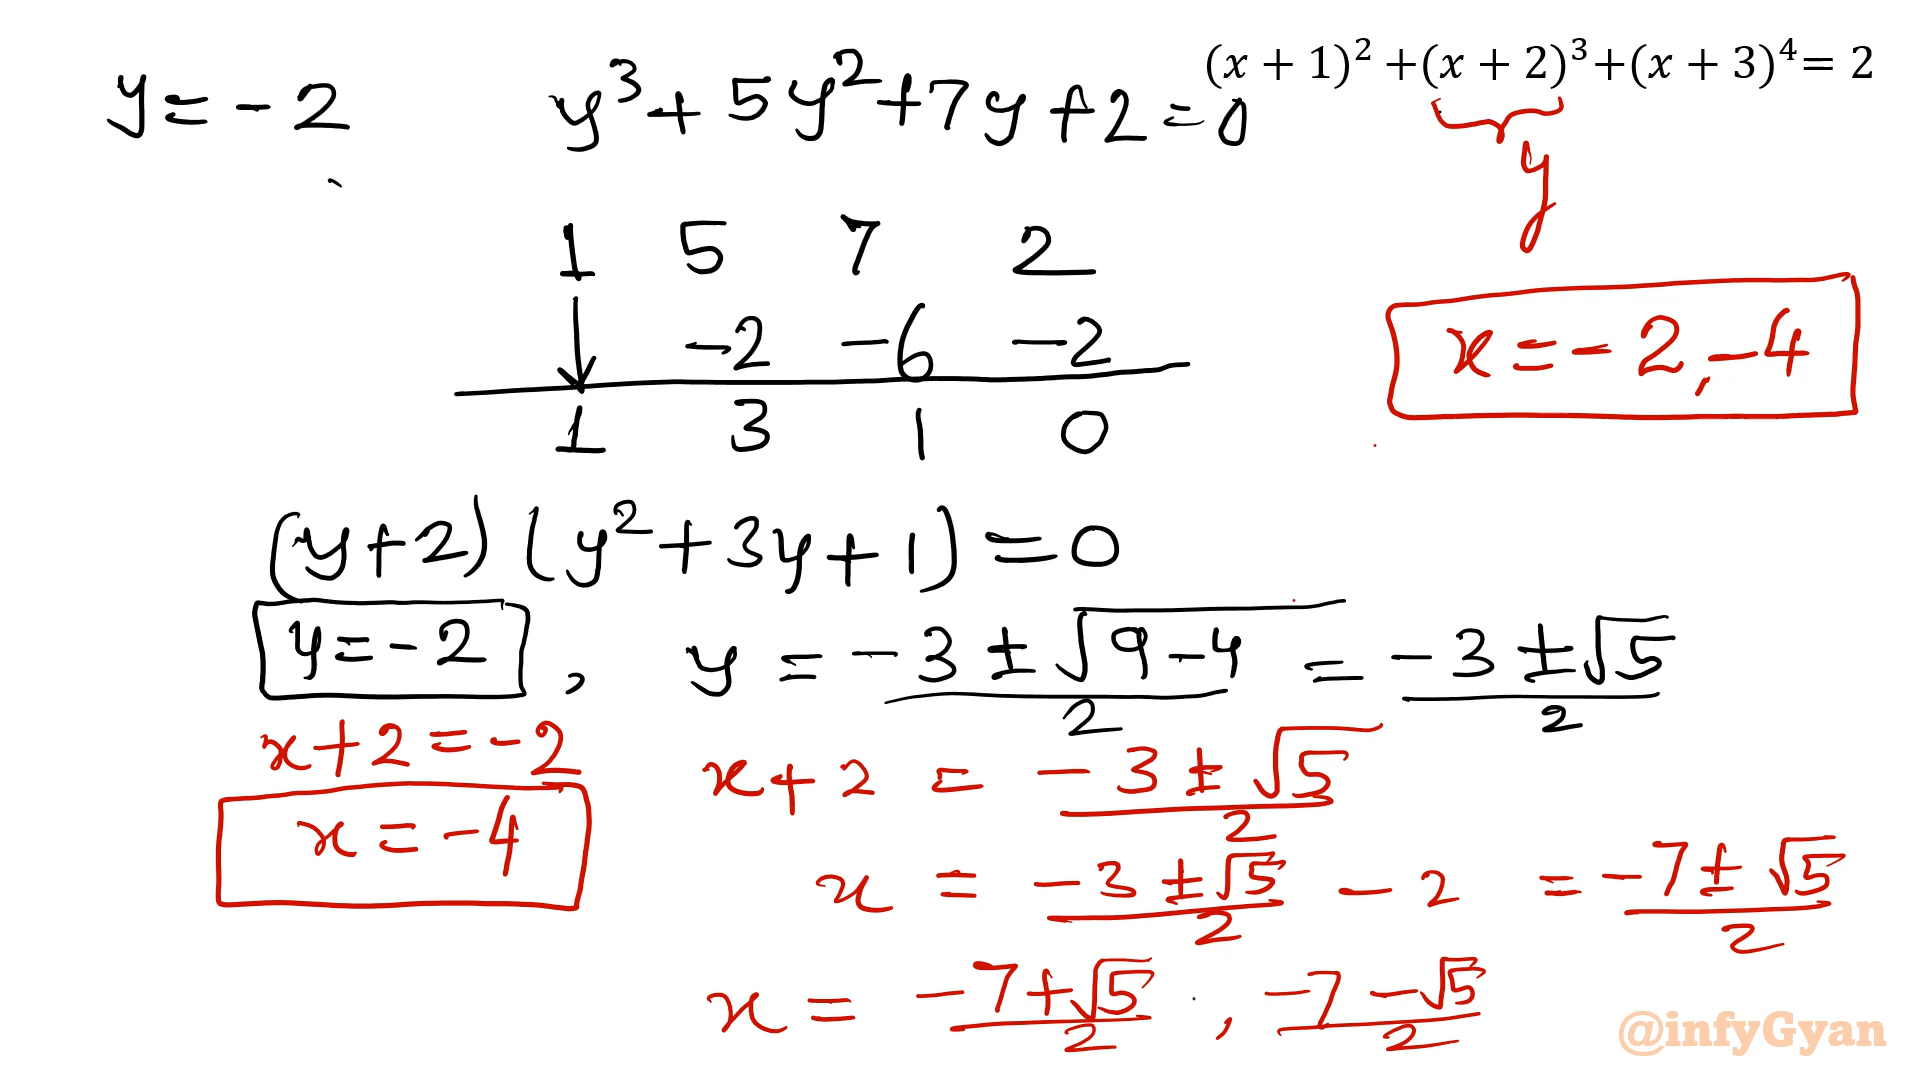 (x + 1)² +(x + 2)³+(x + 3)⁴= 2
y = -2
y³ + 5y² + 7y + 2 = 0
y
1 5 7 2
-2 -6 -2
1 3 1 0
x = -2, -4
(y+2) (y² + 3y + 1) = 0
y = -2 , y = (-3 ± √(9-4))/2 = (-3 ± √5)/2
x+2 = -2
x+2 = (-3 ± √5)/2
x = -4
x = (-3 ± √5)/2 - 2 = (-7 ± √5)/2
x = (-7+√5)/2 , (-7-√5)/2
@infyGyan